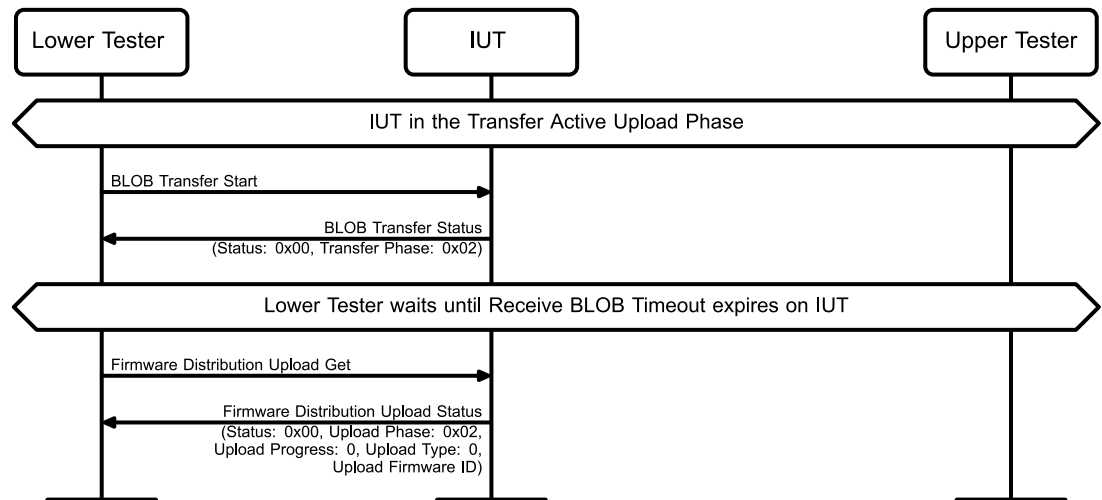 Lower Tester
IUT
Upper Tester
IUT in the Transfer Active Upload Phase
BLOB Transfer Start
BLOB Transfer Status
(Status: 0x00, Transfer Phase: 0x02)
Lower Tester waits until Receive BLOB Timeout expires on IUT
Firmware Distribution Upload Get
Firmware Distribution Upload Status
(Status: 0x00, Upload Phase: 0x02,
Upload Progress: 0, Upload Type: 0,
Upload Firmware ID)